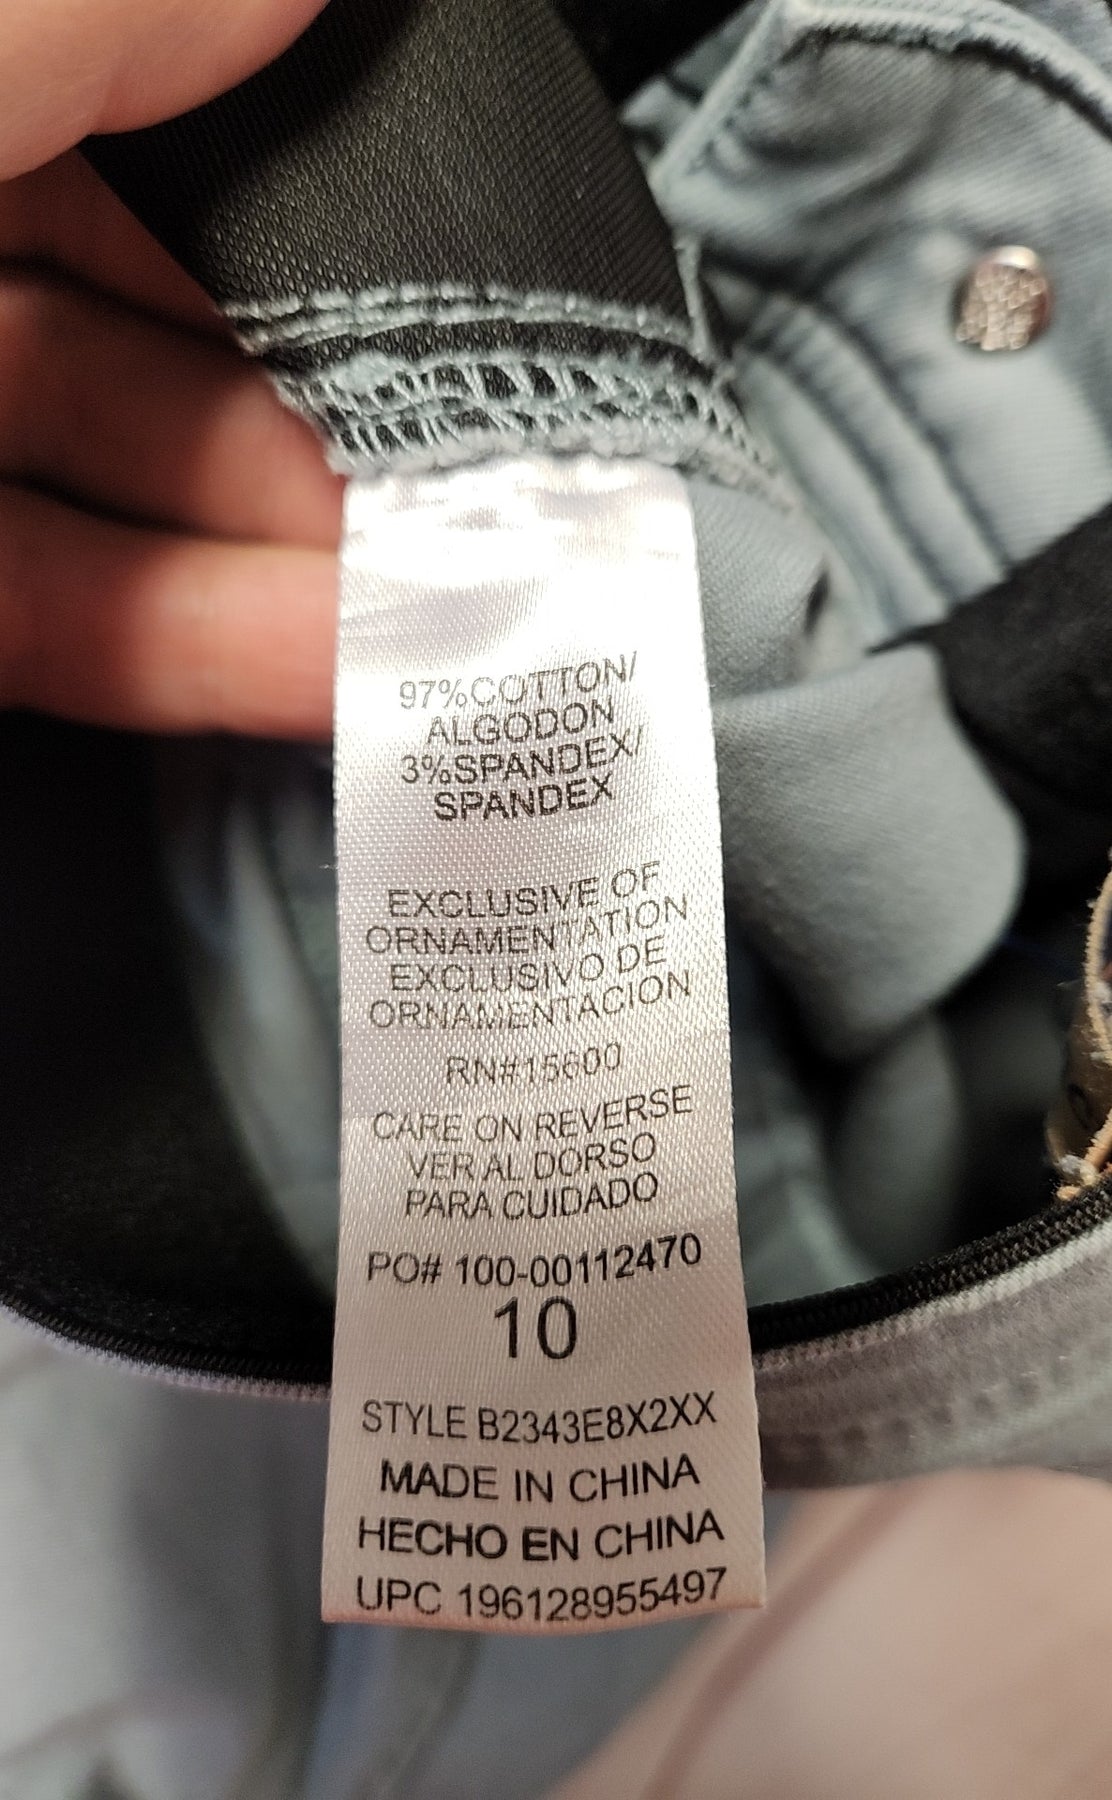 97%COTTON/
ALGODON
3%SPANDEX/
SPANDEX
EXCLUSIVE OF
ORNAMENTATION
EXCLUSIVO DE
ORNAMENTACION
RN#15600
CARE ON REVERSE
VER AL DORSO
PARA CUIDADO
PO# 100-00112470
10
STYLE B2343E8X2XX
MADE IN CHINA
HECHO EN CHINA
UPC 196128955497